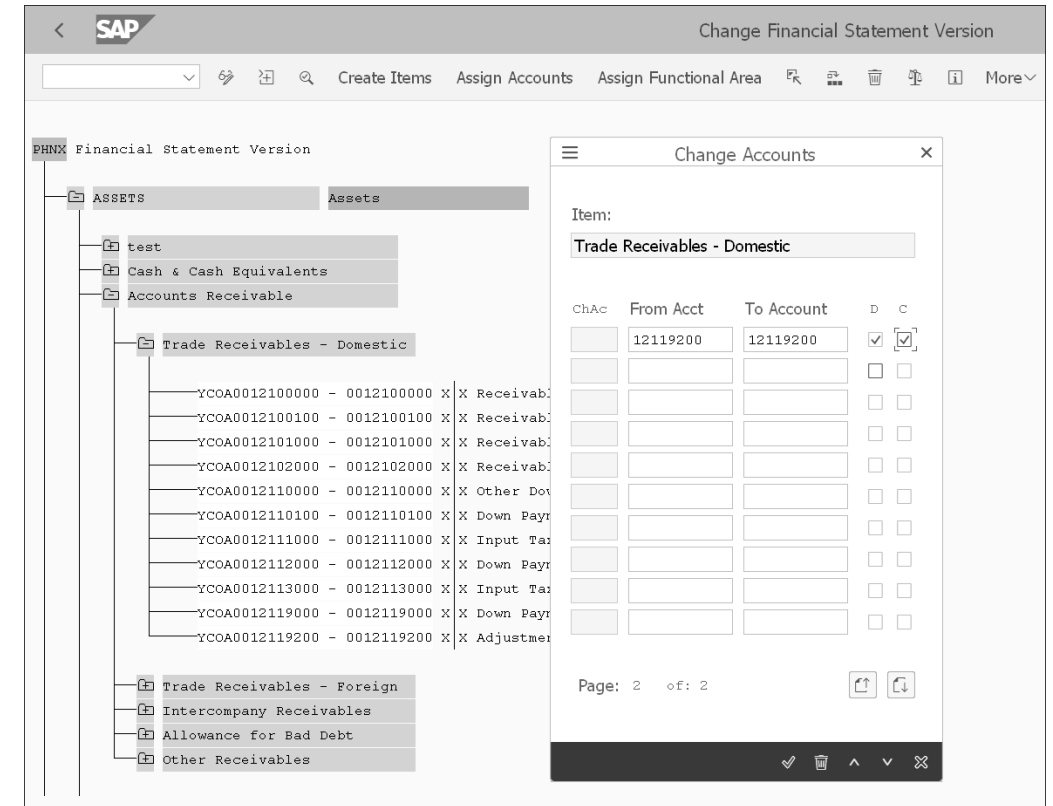 SAP
Change Financial Statement Version
Create Items Assign Accounts Assign Functional Area More
PHNX Financial Statement Version
ASSETS Assets
test
Cash & Cash Equivalents
Accounts Receivable
Trade Receivables - Domestic
YCOA0012100000 - 0012100000 X X Receivabl
YCOA0012100100 - 0012100100 X X Receivabl
YCOA0012101000 - 0012101000 X X Receivabl
YCOA0012102000 - 0012102000 X X Receivabl
YCOA0012110000 - 0012110000 X X Other Dow
YCOA0012110100 - 0012110100 X X Down Paym
YCOA0012111000 - 0012111000 X X Input Tax
YCOA0012112000 - 0012112000 X X Down Paym
YCOA0012113000 - 0012113000 X X Input Tax
YCOA0012119000 - 0012119000 X X Down Paym
YCOA0012119200 - 0012119200 X X Adjustmen
Trade Receivables - Foreign
Intercompany Receivables
Allowance for Bad Debt
Other Receivables
Change Accounts
Item:
Trade Receivables - Domestic
ChAc From Acct To Account D C
12119200 12119200
Page: 2 of: 2